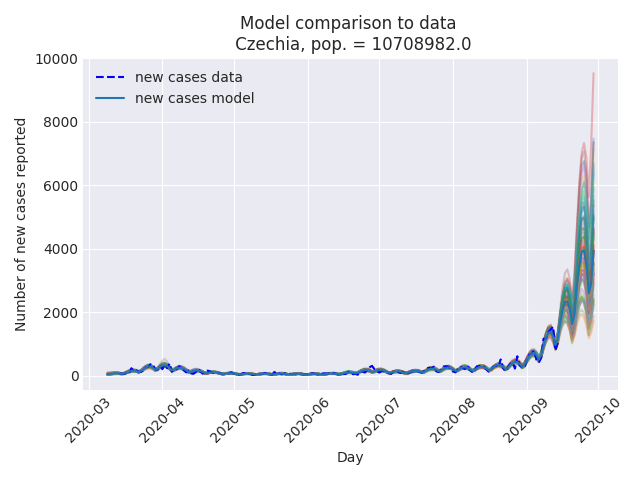 Model comparison to data
Czechia, pop. = 10708982.0
new cases data
new cases model
Number of new cases reported
10000
8000
6000
4000
2000
0
2020-03
2020-04
2020-05
2020-06
2020-07
2020-08
2020-09
2020-10
Day